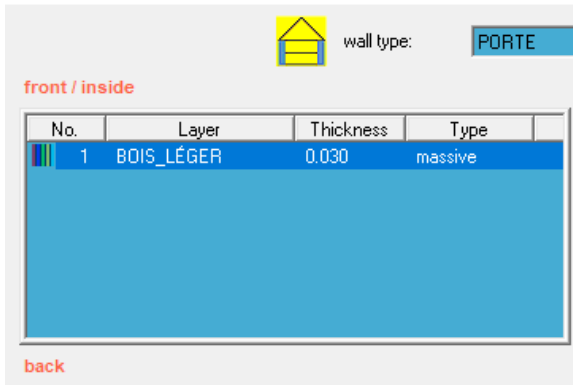 wall type: PORTE
front / inside
No. Layer Thickness Type
1 BOIS_LÉGER 0.030 massive
back